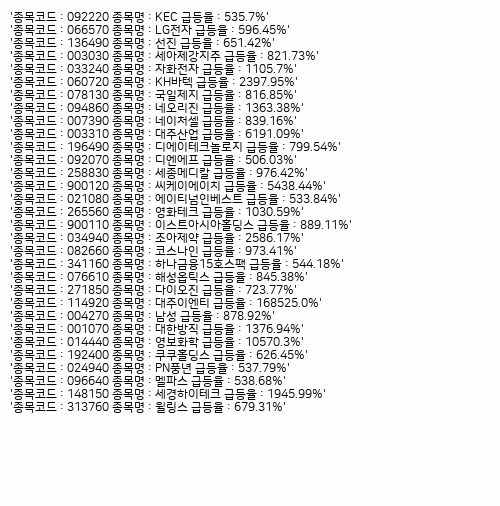 '종목코드 : 092220 종목명 : KEC 급등율 : 535.7%'
'종목코드 : 066570 종목명 : LG전자 급등율 : 596.45%'
'종목코드 : 136490 종목명 : 선진 급등율 : 651.42%'
'종목코드 : 003030 종목명 : 세아제강지주 급등율 : 821.73%'
'종목코드 : 033240 종목명 : 자화전자 급등율 : 1105.7%'
'종목코드 : 060720 종목명 : KH바텍 급등율 : 2397.95%'
'종목코드 : 078130 종목명 : 국일제지 급등율 : 816.85%'
'종목코드 : 094860 종목명 : 네오리진 급등율 : 1363.38%'
'종목코드 : 007390 종목명 : 네이처셀 급등율 : 839.16%'
'종목코드 : 003310 종목명 : 대주산업 급등율 : 6191.09%'
'종목코드 : 196490 종목명 : 디에이테크놀로지 급등율 : 799.54%'
'종목코드 : 092070 종목명 : 디엔에프 급등율 : 506.03%'
'종목코드 : 258830 종목명 : 세종메디칼 급등율 : 976.42%'
'종목코드 : 900120 종목명 : 씨케이에이치 급등율 : 5438.44%'
'종목코드 : 021080 종목명 : 에이티넘인베스트 급등율 : 533.84%'
'종목코드 : 265560 종목명 : 영화테크 급등율 : 1030.59%'
'종목코드 : 900110 종목명 : 이스트아시아홀딩스 급등율 : 889.11%'
'종목코드 : 034940 종목명 : 조아제약 급등율 : 2586.17%'
'종목코드 : 082660 종목명 : 코스나인 급등율 : 973.41%'
'종목코드 : 341160 종목명 : 하나금융15호스팩 급등율 : 544.18%'
'종목코드 : 076610 종목명 : 해성옵틱스 급등율 : 845.38%'
'종목코드 : 271850 종목명 : 다이오진 급등율 : 723.77%'
'종목코드 : 114920 종목명 : 대주이엔티 급등율 : 168525.0%'
'종목코드 : 004270 종목명 : 남성 급등율 : 878.92%'
'종목코드 : 001070 종목명 : 대한방직 급등율 : 1376.94%'
'종목코드 : 014440 종목명 : 영보화학 급등율 : 10570.3%'
'종목코드 : 192400 종목명 : 쿠쿠홀딩스 급등율 : 626.45%'
'종목코드 : 024940 종목명 : PN풍년 급등율 : 537.79%'
'종목코드 : 096640 종목명 : 멜파스 급등율 : 538.68%'
'종목코드 : 148150 종목명 : 세경하이테크 급등율 : 1945.99%'
'종목코드 : 313760 종목명 : 윌링스 급등율 : 679.31%'